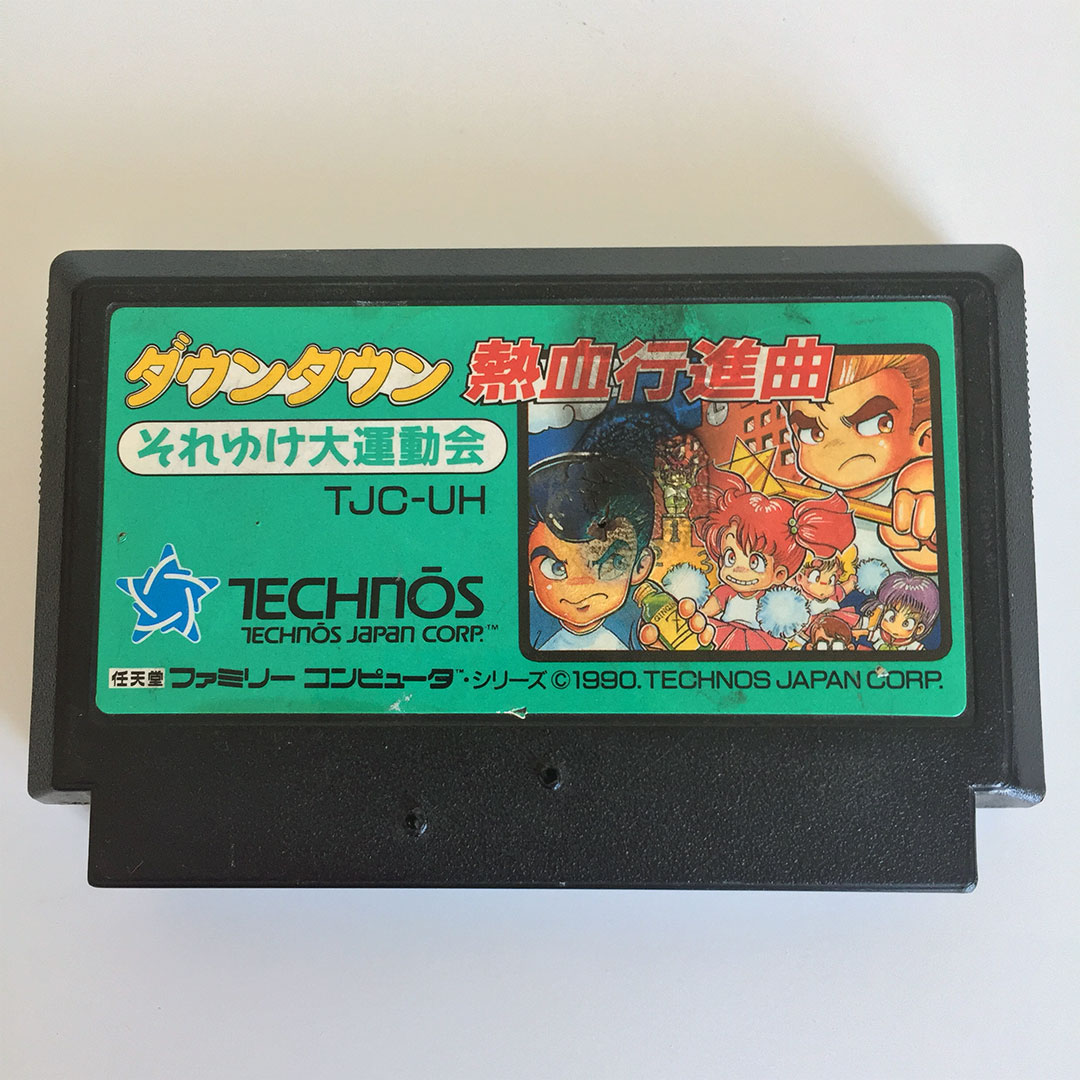 ダウンタウン 熱血行進曲
それゆけ大運動会
TJC-UH
TECHNŌS
TECHNŌS JAPAN CORP.™
任天堂 ファミリー コンピュータ™・シリーズ ©1990. TECHNOS JAPAN CORP.